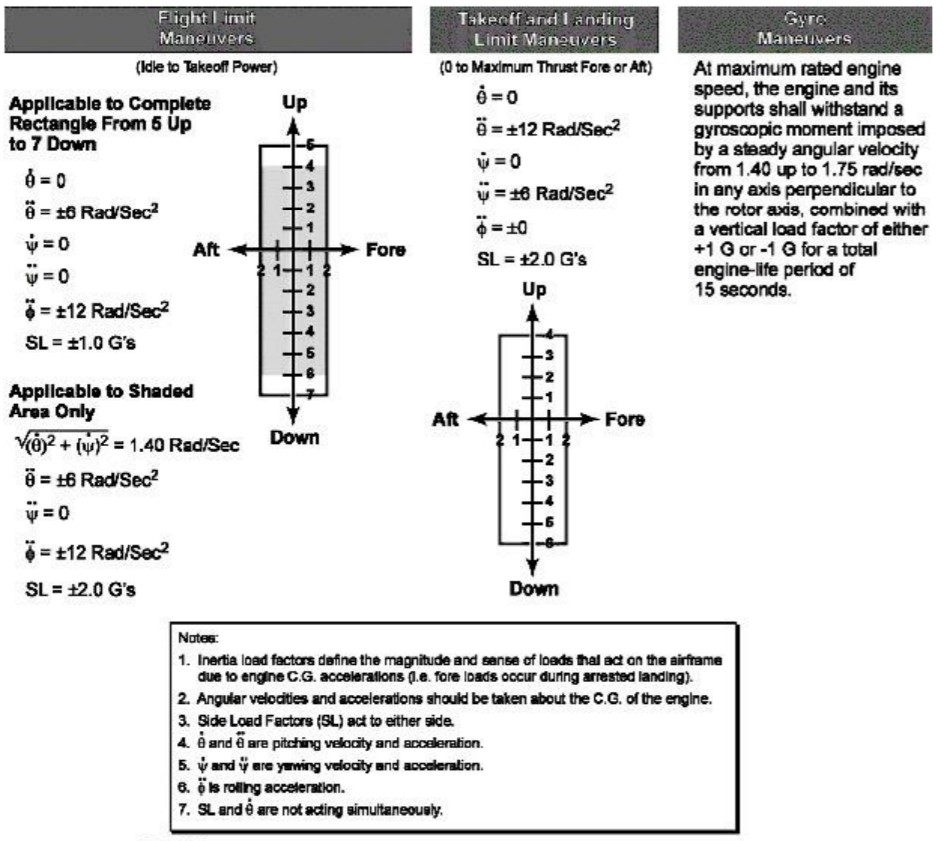 Flight Limit
Maneuvers
(Idle to Takeoff Power)
Applicable to Complete
Rectangle From 5 Up
to 7 Down
θ̇ = 0
θ̈ = ±6 Rad/Sec²
ψ̇ = 0
ψ̈ = 0
φ̈ = ±12 Rad/Sec²
SL = ±1.0 G's
Applicable to Shaded
Area Only
√(θ̇)² + (ψ̇)² = 1.40 Rad/Sec
θ̈ = ±6 Rad/Sec²
ψ̈ = 0
φ̈ = ±12 Rad/Sec²
SL = ±2.0 G's
Up
5
4
3
2
1
Aft
Fore
2 1 1 2
2
3
4
5
6
7
Down
Takeoff and Landing
Limit Maneuvers
(0 to Maximum Thrust Fore or Aft)
θ̇ = 0
θ̈ = ±12 Rad/Sec²
ψ̇ = 0
ψ̈ = ±6 Rad/Sec²
φ̈ = ±0
SL = ±2.0 G's
Up
4
3
2
1
Aft
Fore
2 1 1 2
2
3
4
5
6
Down
Gyro
Maneuvers
At maximum rated engine
speed, the engine and its
supports shall withstand a
gyroscopic moment imposed
by a steady angular velocity
from 1.40 up to 1.75 rad/sec
in any axis perpendicular to
the rotor axis, combined with
a vertical load factor of either
+1 G or -1 G for a total
engine-life period of
15 seconds.
Notes:
1. Inertia load factors define the magnitude and sense of loads that act on the airframe
due to engine C.G. accelerations (i.e. fore loads occur during arrested landing).
2. Angular velocities and accelerations should be taken about the C.G. of the engine.
3. Side Load Factors (SL) act to either side.
4. θ̇ and θ̈ are pitching velocity and acceleration.
5. ψ̇ and ψ̈ are yawing velocity and acceleration.
6. φ̈ is rolling acceleration.
7. SL and θ̈ are not acting simultaneously.